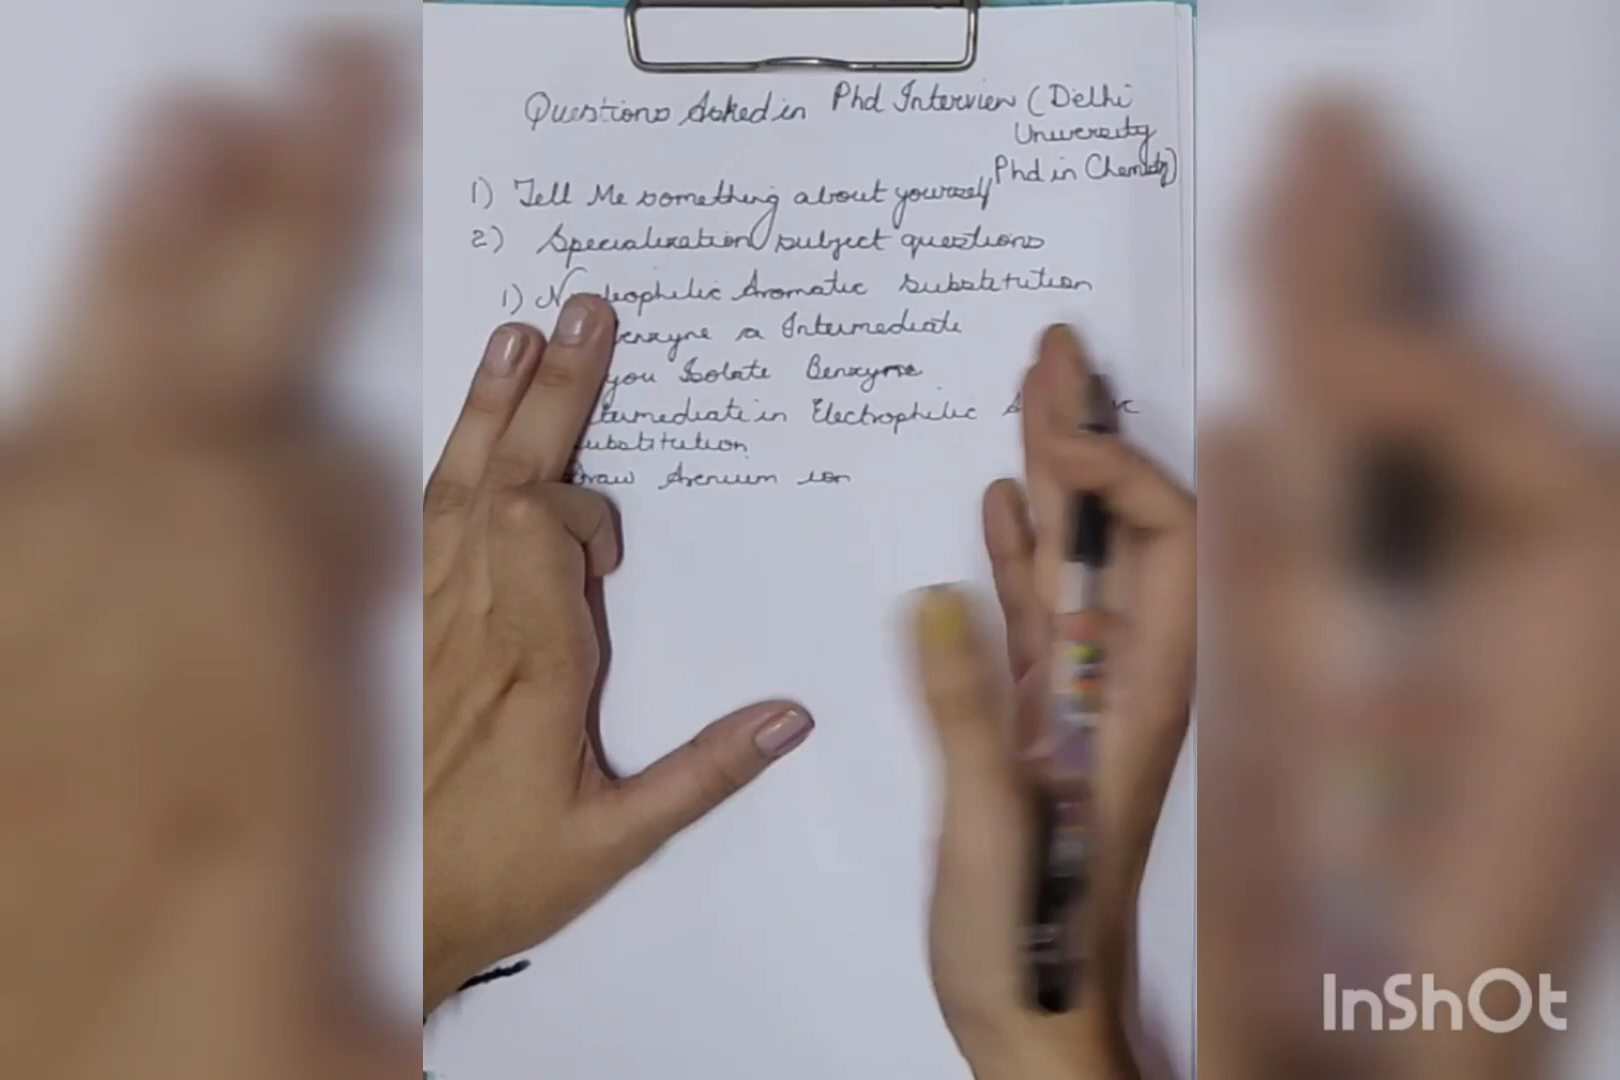 Questions Asked in Phd Interview (Delhi
University
Phd in Chemistry)
1) Tell Me something about yourself
2) Specialization subject questions
1) Nucleophilic Aromatic Substitution
Benzyne a Intermediate
you Isolate Benzyne
Intermediate in Electrophilic
Substitution
Draw Arenium ion
InShOt